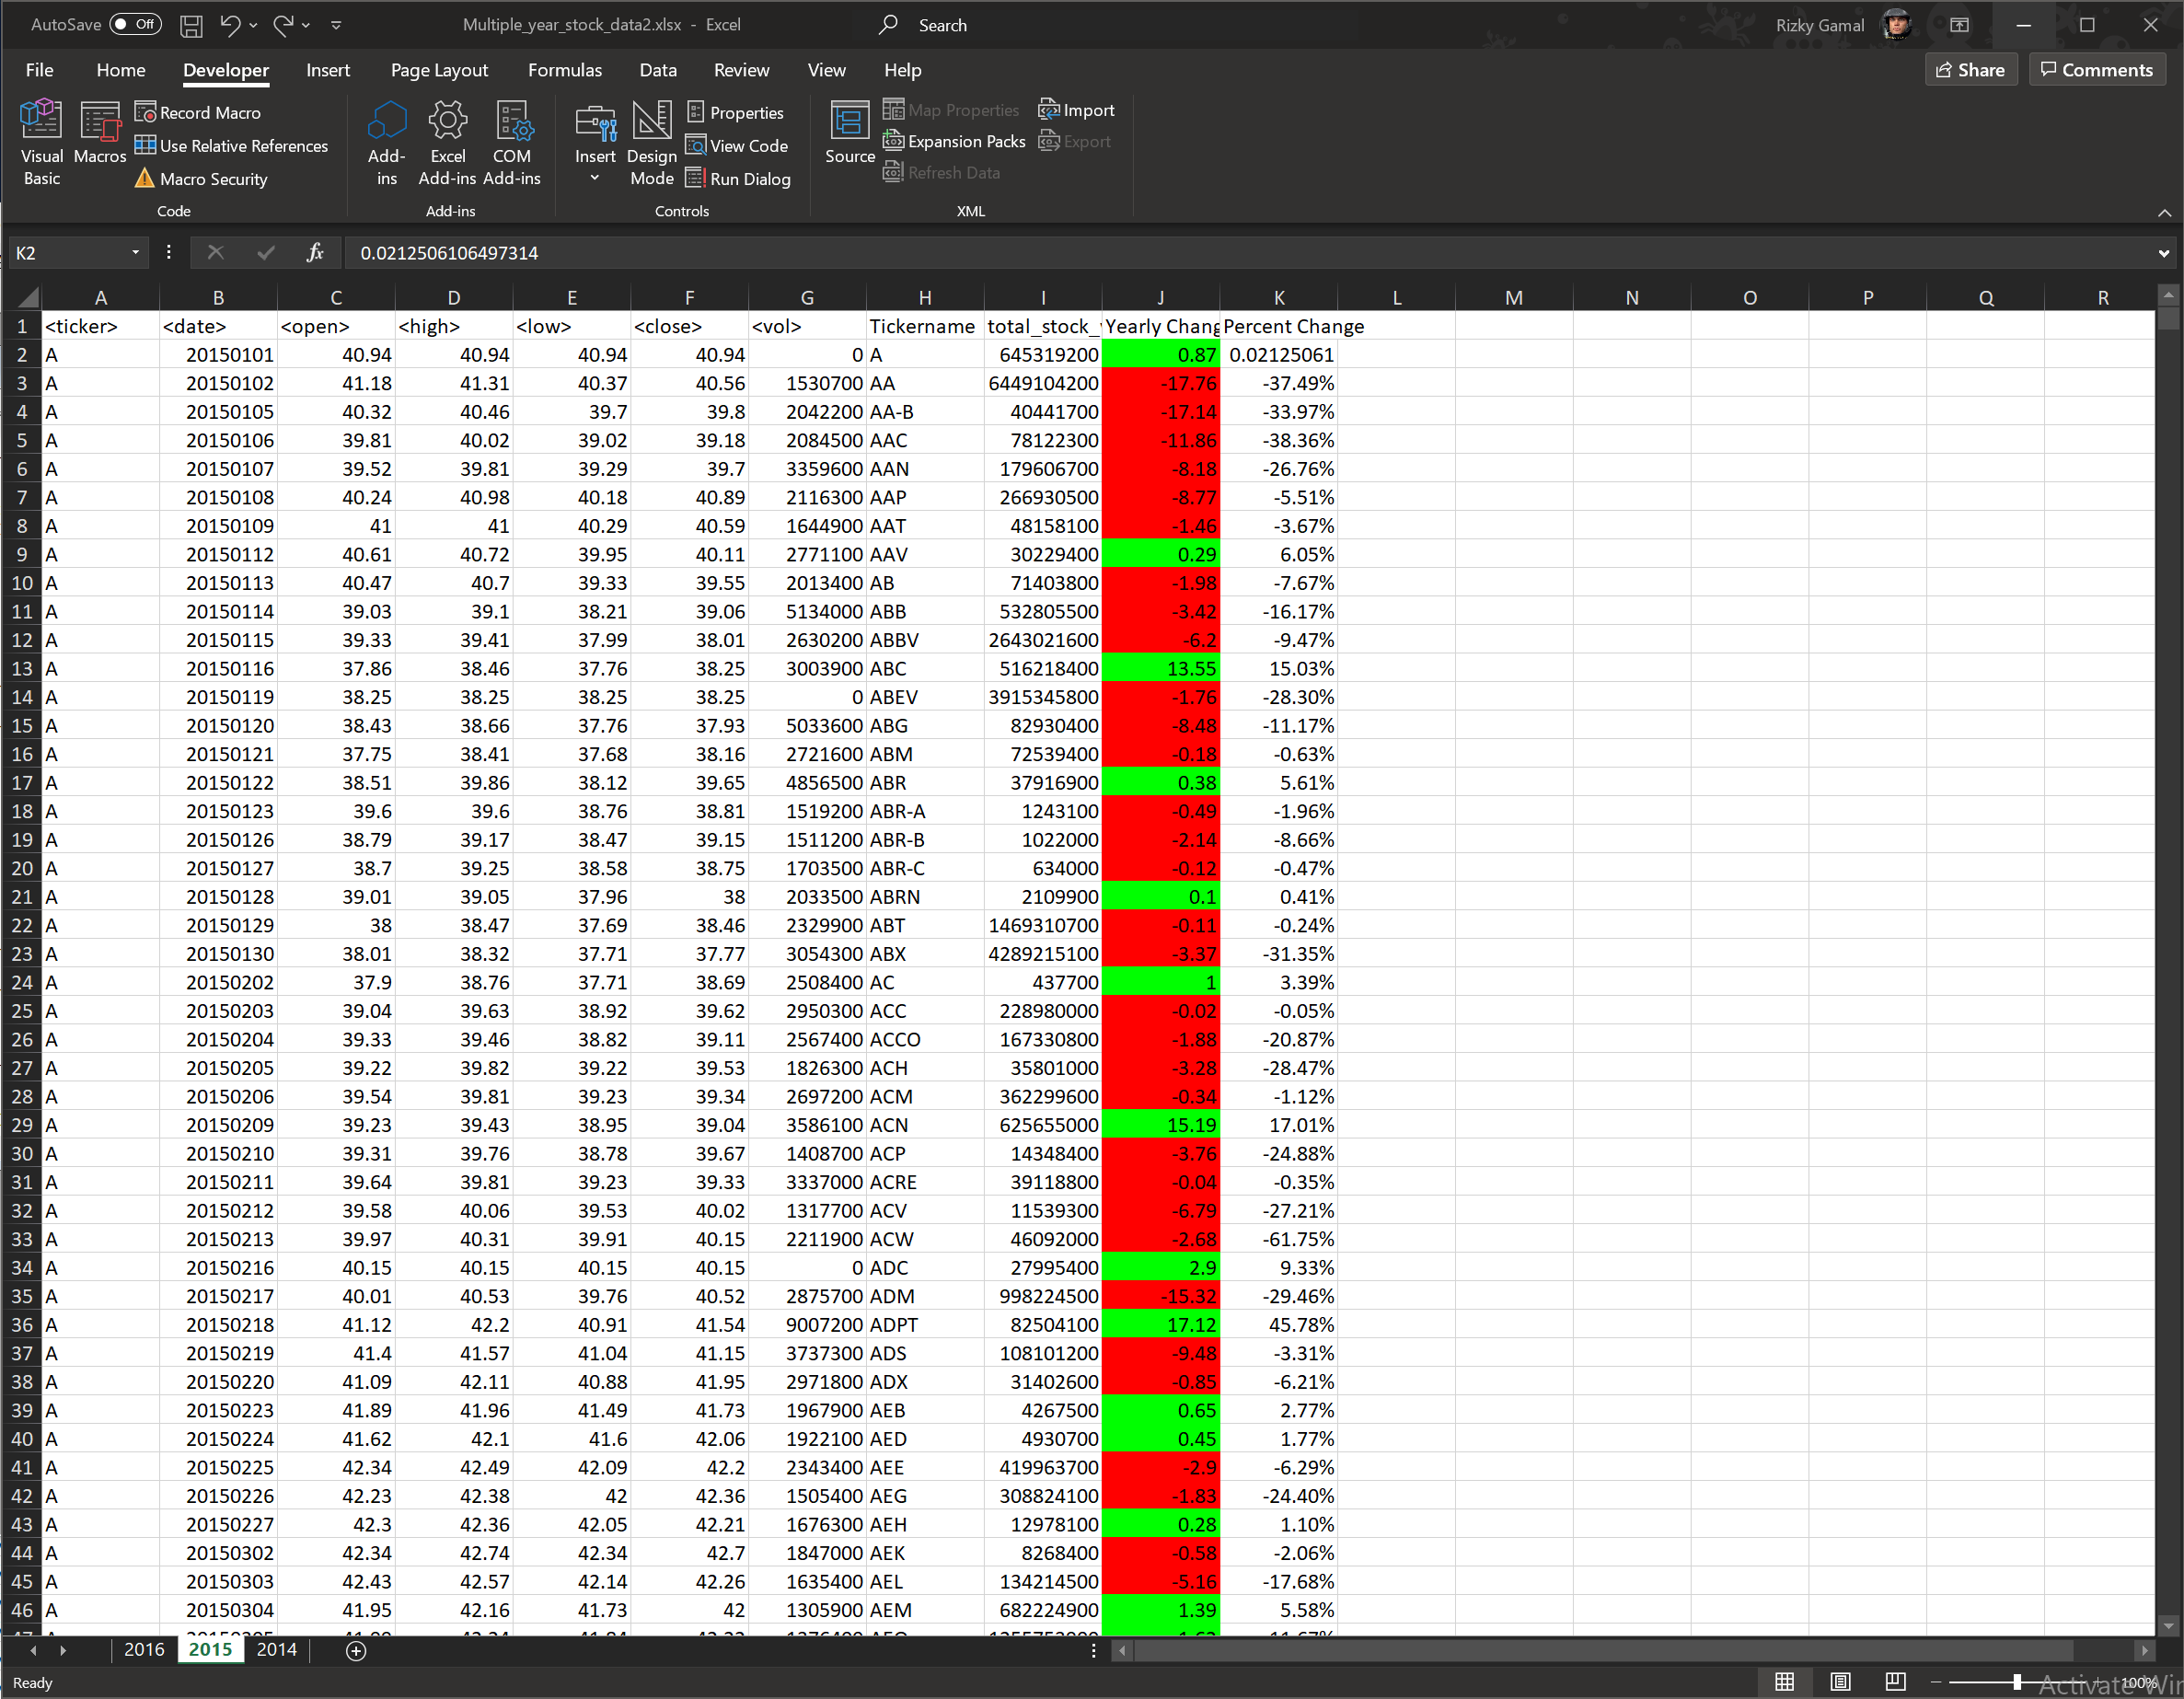 AutoSave Off Multiple_year_stock_data2.xlsx - Excel Search Rizky Gamal
File Home Developer Insert Page Layout Formulas Data Review View Help Share Comments
Visual Basic
Macros
Record Macro
Use Relative References
Macro Security
Code
Add-ins
Excel Add-ins
COM Add-ins
Add-ins
Insert
Design Mode
Properties
View Code
Run Dialog
Controls
Source
Map Properties
Expansion Packs
Refresh Data
Import
Export
XML
K2 fx 0.0212506106497314
A B C D E F G H I J K L M N O P Q R
1 <ticker> <date> <open> <high> <low> <close> <vol> Tickername total_stock_ Yearly Chang Percent Change
2 A 20150101 40.94 40.94 40.94 40.94 0 A 645319200 0.87 0.02125061
3 A 20150102 41.18 41.31 40.37 40.56 1530700 AA 6449104200 -17.76 -37.49%
4 A 20150105 40.32 40.46 39.7 39.8 2042200 AA-B 40441700 -17.14 -33.97%
5 A 20150106 39.81 40.02 39.02 39.18 2084500 AAC 78122300 -11.86 -38.36%
6 A 20150107 39.52 39.81 39.29 39.7 3359600 AAN 179606700 -8.18 -26.76%
7 A 20150108 40.24 40.98 40.18 40.89 2116300 AAP 266930500 -8.77 -5.51%
8 A 20150109 41 41 40.29 40.59 1644900 AAT 48158100 -1.46 -3.67%
9 A 20150112 40.61 40.72 39.95 40.11 2771100 AAV 30229400 0.29 6.05%
10 A 20150113 40.47 40.7 39.33 39.55 2013400 AB 71403800 -1.98 -7.67%
11 A 20150114 39.03 39.1 38.21 39.06 5134000 ABB 532805500 -3.42 -16.17%
12 A 20150115 39.33 39.41 37.99 38.01 2630200 ABBV 2643021600 -6.2 -9.47%
13 A 20150116 37.86 38.46 37.76 38.25 3003900 ABC 516218400 13.55 15.03%
14 A 20150119 38.25 38.25 38.25 38.25 0 ABEV 3915345800 -1.76 -28.30%
15 A 20150120 38.43 38.66 37.76 37.93 5033600 ABG 82930400 -8.48 -11.17%
16 A 20150121 37.75 38.41 37.68 38.16 2721600 ABM 72539400 -0.18 -0.63%
17 A 20150122 38.51 39.86 38.12 39.65 4856500 ABR 37916900 0.38 5.61%
18 A 20150123 39.6 39.6 38.76 38.81 1519200 ABR-A 1243100 -0.49 -1.96%
19 A 20150126 38.79 39.17 38.47 39.15 1511200 ABR-B 1022000 -2.14 -8.66%
20 A 20150127 38.7 39.25 38.58 38.75 1703500 ABR-C 634000 -0.12 -0.47%
21 A 20150128 39.01 39.05 37.96 38 2033500 ABRN 2109900 0.1 0.41%
22 A 20150129 38 38.47 37.69 38.46 2329900 ABT 1469310700 -0.11 -0.24%
23 A 20150130 38.01 38.32 37.71 37.77 3054300 ABX 4289215100 -3.37 -31.35%
24 A 20150202 37.9 38.76 37.71 38.69 2508400 AC 437700 1 3.39%
25 A 20150203 39.04 39.63 38.92 39.62 2950300 ACC 228980000 -0.02 -0.05%
26 A 20150204 39.33 39.46 38.82 39.11 2567400 ACCO 167330800 -1.88 -20.87%
27 A 20150205 39.22 39.82 39.22 39.53 1826300 ACH 35801000 -3.28 -28.47%
28 A 20150206 39.54 39.81 39.23 39.34 2697200 ACM 362299600 -0.34 -1.12%
29 A 20150209 39.23 39.43 38.95 39.04 3586100 ACN 625655000 15.19 17.01%
30 A 20150210 39.31 39.76 38.78 39.67 1408700 ACP 14348400 -3.76 -24.88%
31 A 20150211 39.64 39.81 39.23 39.33 3337000 ACRE 39118800 -0.04 -0.35%
32 A 20150212 39.58 40.06 39.53 40.02 1317700 ACV 11539300 -6.79 -27.21%
33 A 20150213 39.97 40.31 39.91 40.15 2211900 ACW 46092000 -2.68 -61.75%
34 A 20150216 40.15 40.15 40.15 40.15 0 ADC 27995400 2.9 9.33%
35 A 20150217 40.01 40.53 39.76 40.52 2875700 ADM 998224500 -15.32 -29.46%
36 A 20150218 41.12 42.2 40.91 41.54 9007200 ADPT 82504100 17.12 45.78%
37 A 20150219 41.4 41.57 41.04 41.15 3737300 ADS 108101200 -9.48 -3.31%
38 A 20150220 41.09 42.11 40.88 41.95 2971800 ADX 31402600 -0.85 -6.21%
39 A 20150223 41.89 41.96 41.49 41.73 1967900 AEB 4267500 0.65 2.77%
40 A 20150224 41.62 42.1 41.6 42.06 1922100 AED 4930700 0.45 1.77%
41 A 20150225 42.34 42.49 42.09 42.2 2343400 AEE 419963700 -2.9 -6.29%
42 A 20150226 42.23 42.38 42 42.36 1505400 AEG 308824100 -1.83 -24.40%
43 A 20150227 42.3 42.36 42.05 42.21 1676300 AEH 12978100 0.28 1.10%
44 A 20150302 42.34 42.74 42.34 42.7 1847000 AEK 8268400 -0.58 -2.06%
45 A 20150303 42.43 42.57 42.14 42.26 1635400 AEL 134214500 -5.16 -17.68%
46 A 20150304 41.95 42.16 41.73 42 1305900 AEM 682224900 1.39 5.58%
2016 2015 2014
Ready Activate Wi 100%